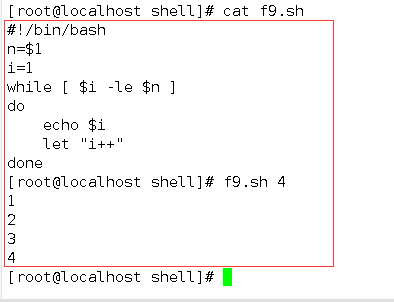 [root@localhost shell]# cat f9.sh
#!/bin/bash
n=$1
i=1
while [ $i -le $n ]
do
    echo $i
    let "i++"
done
[root@localhost shell]# f9.sh 4
1
2
3
4
[root@localhost shell]#